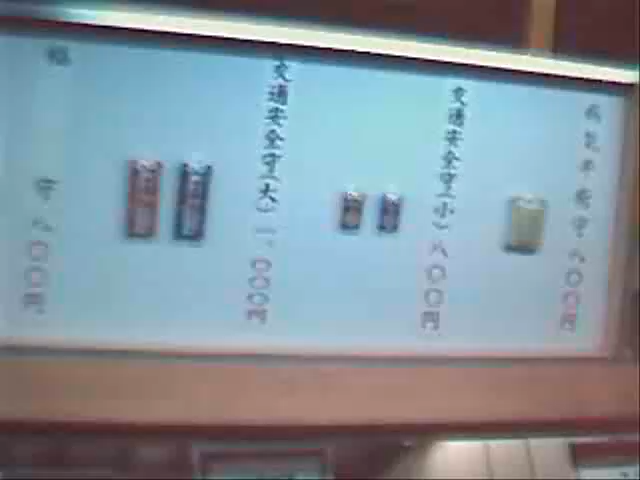 病気平癒守 八〇〇円
交通安全守(小) 八〇〇円
交通安全守(大) 一、〇〇〇円
守 八〇〇円